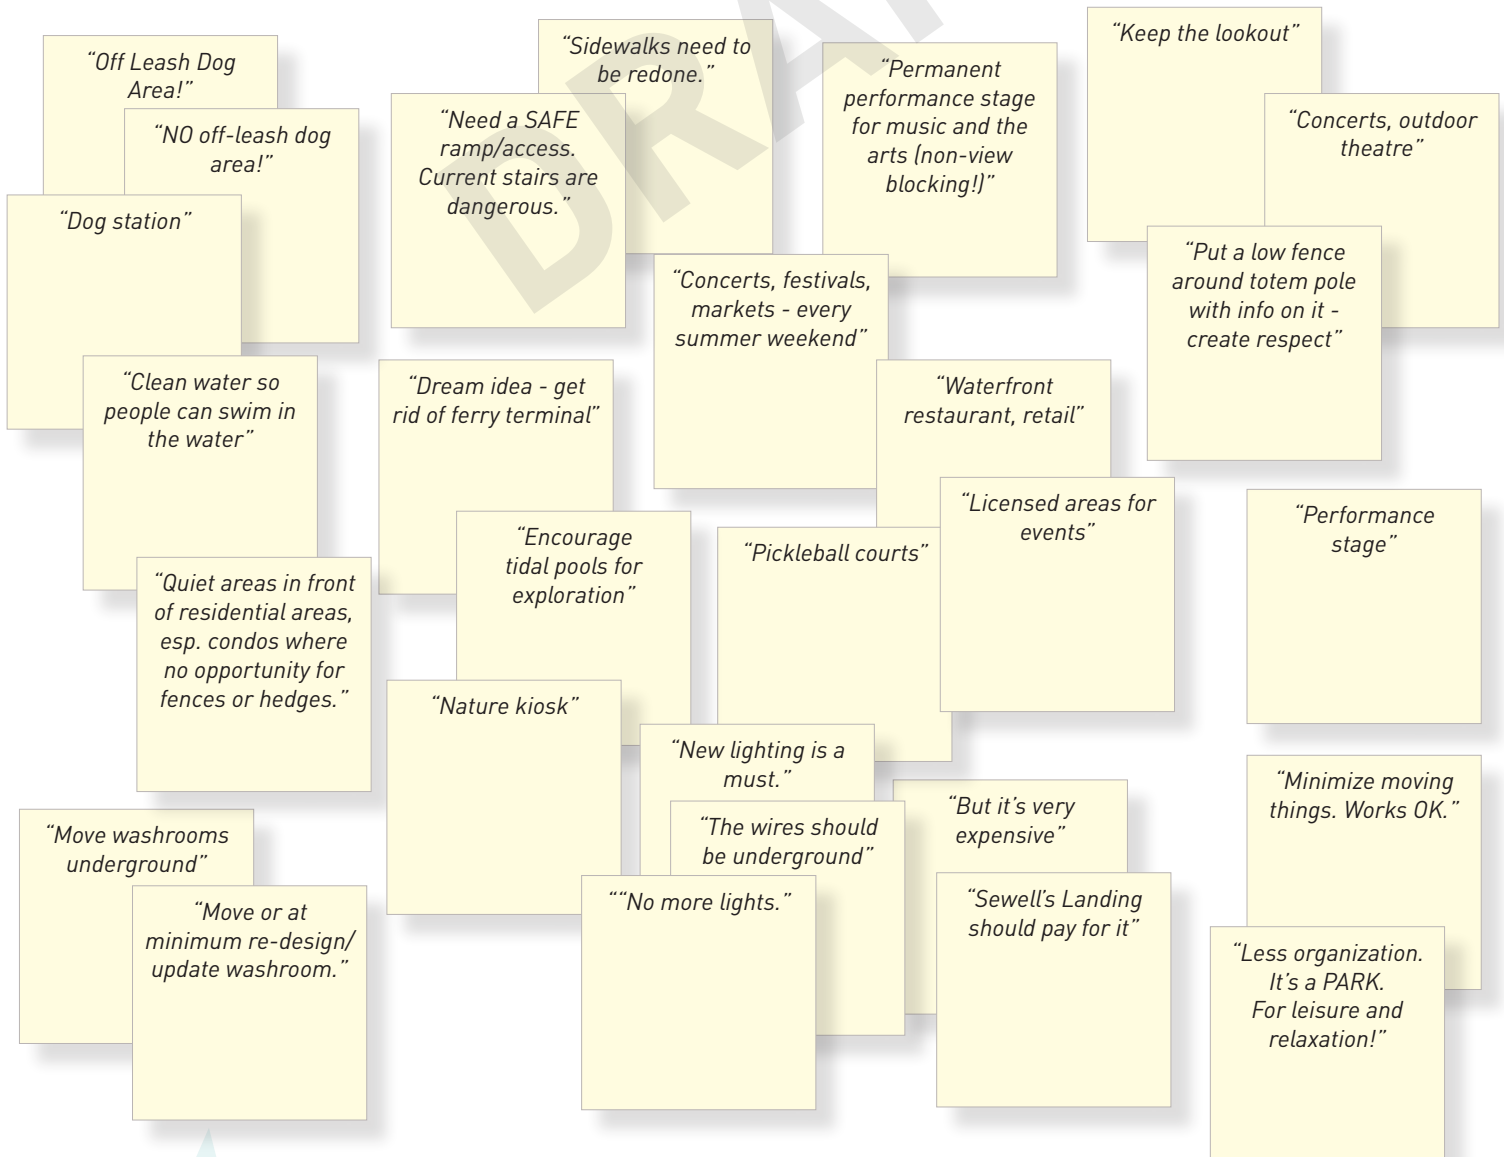 “Off Leash Dog
Area!”
“NO off-leash dog
area!”
“Dog station”
“Sidewalks need to
be redone.”
“Need a SAFE
ramp/access.
Current stairs are
dangerous.”
“Permanent
performance stage
for music and the
arts (non-view
blocking!)”
“Keep the lookout”
“Concerts, outdoor
theatre”
“Put a low fence
around totem pole
with info on it -
create respect”
“Concerts, festivals,
markets - every
summer weekend”
“Clean water so
people can swim in
the water”
“Dream idea - get
rid of ferry terminal”
“Waterfront
restaurant, retail”
“Licensed areas for
events”
“Performance
stage”
“Encourage
tidal pools for
exploration”
“Pickleball courts”
“Quiet areas in front
of residential areas,
esp. condos where
no opportunity for
fences or hedges.”
“Nature kiosk”
“New lighting is a
must.”
“The wires should
be underground”
““No more lights.”
“But it’s very
expensive”
“Sewell’s Landing
should pay for it”
“Minimize moving
things. Works OK.”
“Less organization.
It’s a PARK.
For leisure and
relaxation!”
“Move washrooms
underground”
“Move or at
minimum re-design/
update washroom.”